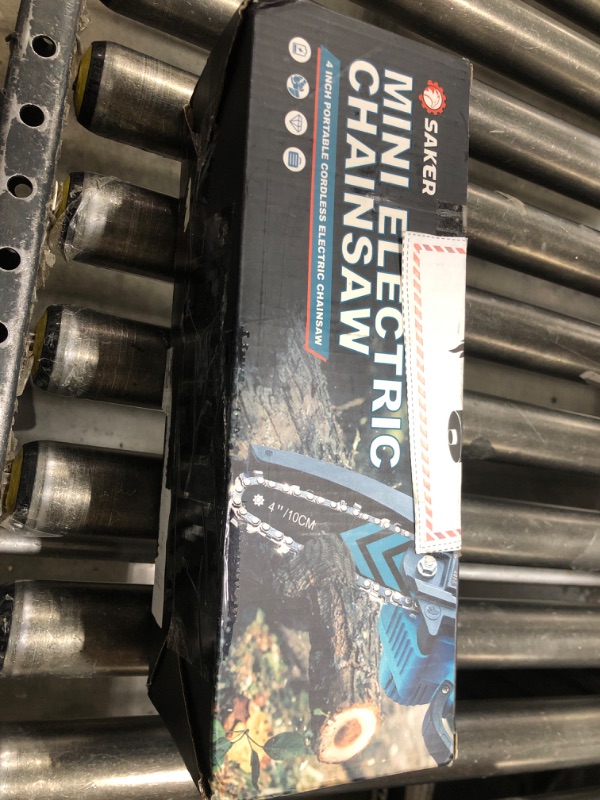 SAKER
MINI ELECTRIC
CHAINSAW
4 INCH PORTABLE CORDLESS ELECTRIC CHAINSAW
4"/10CM